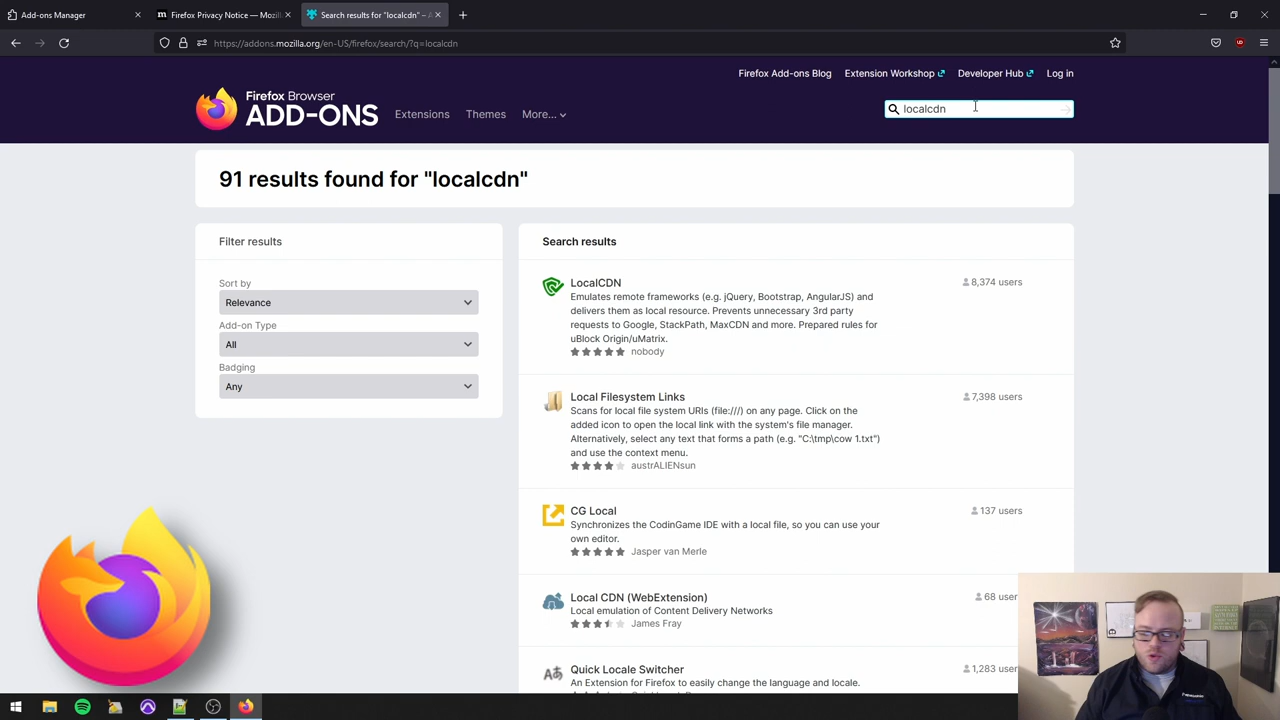 Add-ons Manager
Firefox Privacy Notice — Mozill
Search results for "localcdn" – A
https://addons.mozilla.org/en-US/firefox/search/?q=localcdn
Firefox Add-ons Blog
Extension Workshop
Developer Hub
Log in
Firefox Browser
ADD-ONS
Extensions
Themes
More...
localcdn
91 results found for "localcdn"
Filter results
Sort by
Relevance
Add-on Type
All
Badging
Any
Search results
LocalCDN
8,374 users
Emulates remote frameworks (e.g. jQuery, Bootstrap, AngularJS) and
delivers them as local resource. Prevents unnecessary 3rd party
requests to Google, StackPath, MaxCDN and more. Prepared rules for
uBlock Origin/uMatrix.
nobody
Local Filesystem Links
7,398 users
Scans for local file system URIs (file:///) on any page. Click on the
added icon to open the local link with the system's file manager.
Alternatively, select any text that forms a path (e.g. "C:\tmp\cow 1.txt")
and use the context menu.
austrALIENsun
CG Local
137 users
Synchronizes the CodinGame IDE with a local file, so you can use your
own editor.
Jasper van Merle
Local CDN (WebExtension)
68 user
Local emulation of Content Delivery Networks
James Fray
Quick Locale Switcher
1,283 user
An Extension for Firefox to easily change the language and locale.